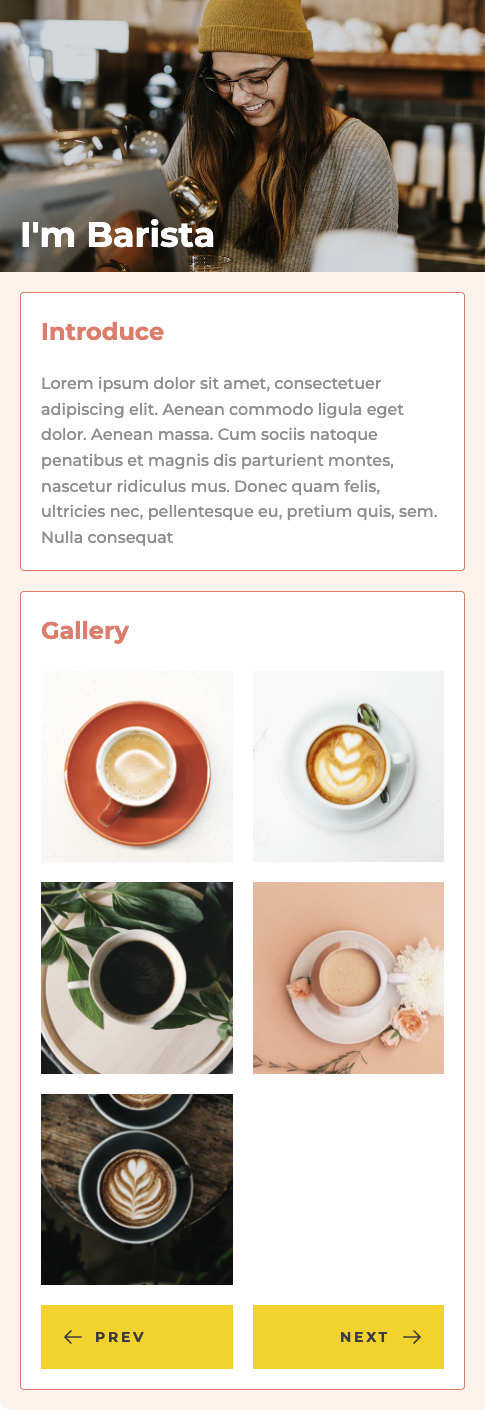 I'm Barista
Introduce
Lorem ipsum dolor sit amet, consectetuer
adipiscing elit. Aenean commodo ligula eget
dolor. Aenean massa. Cum sociis natoque
penatibus et magnis dis parturient montes,
nascetur ridiculus mus. Donec quam felis,
ultricies nec, pellentesque eu, pretium quis, sem.
Nulla consequat
Gallery
PREV
NEXT